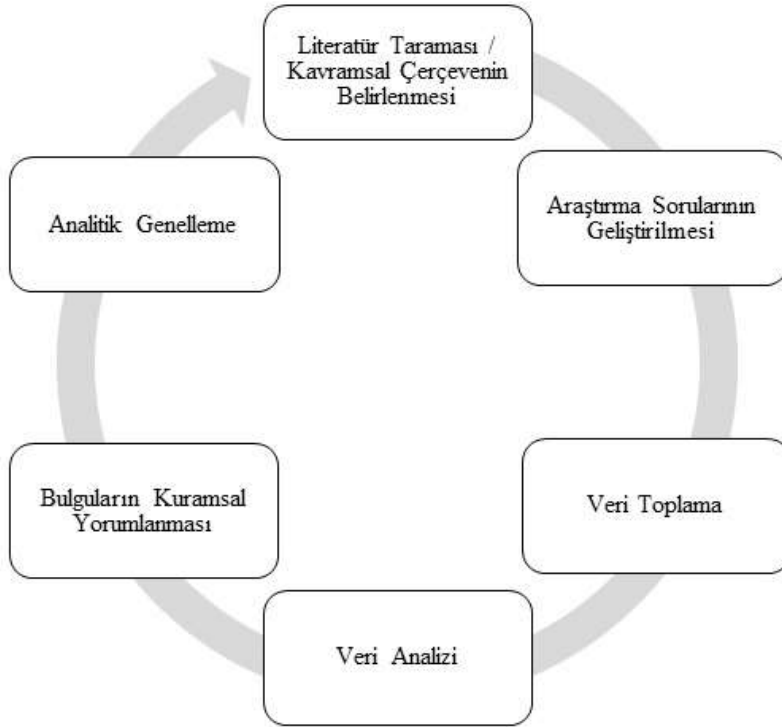 Literatür Taraması /
Kavramsal Çerçevenin
Belirlenmesi
Araştırma Sorularının
Geliştirilmesi
Veri Toplama
Veri Analizi
Bulguların Kuramsal
Yorumlanması
Analitik Genelleme